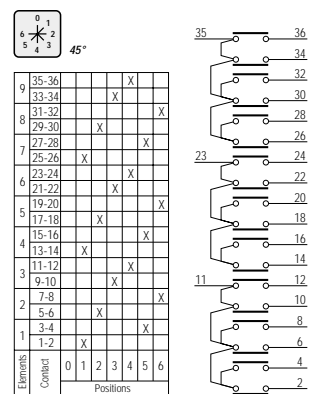 0
1
6 2
5 3
4
45°
9 35-36 X
33-34 X
8 31-32 X
29-30 X
7 27-28 X
25-26 X
6 23-24 X
21-22 X
5 19-20 X
17-18 X
4 15-16 X
13-14 X
3 11-12 X
9-10 X
2 7-8 X
5-6 X
1 3-4 X
1-2 X
Elements Contact 0 1 2 3 4 5 6
Positions
35 36
34
32
30
28
26
23 24
22
20
18
16
14
11 12
10
8
6
4
2